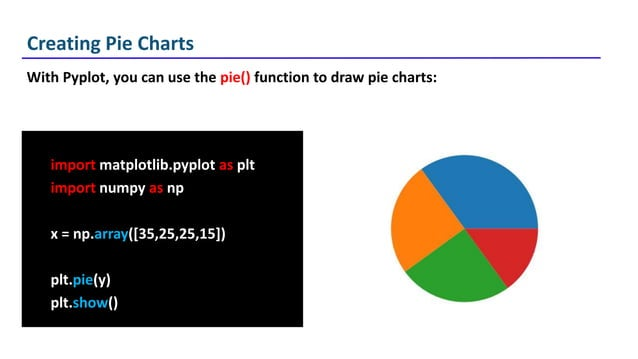 Creating Pie Charts
With Pyplot, you can use the pie() function to draw pie charts:
import matplotlib.pyplot as plt
import numpy as np
x = np.array([35,25,25,15])
plt.pie(y)
plt.show()